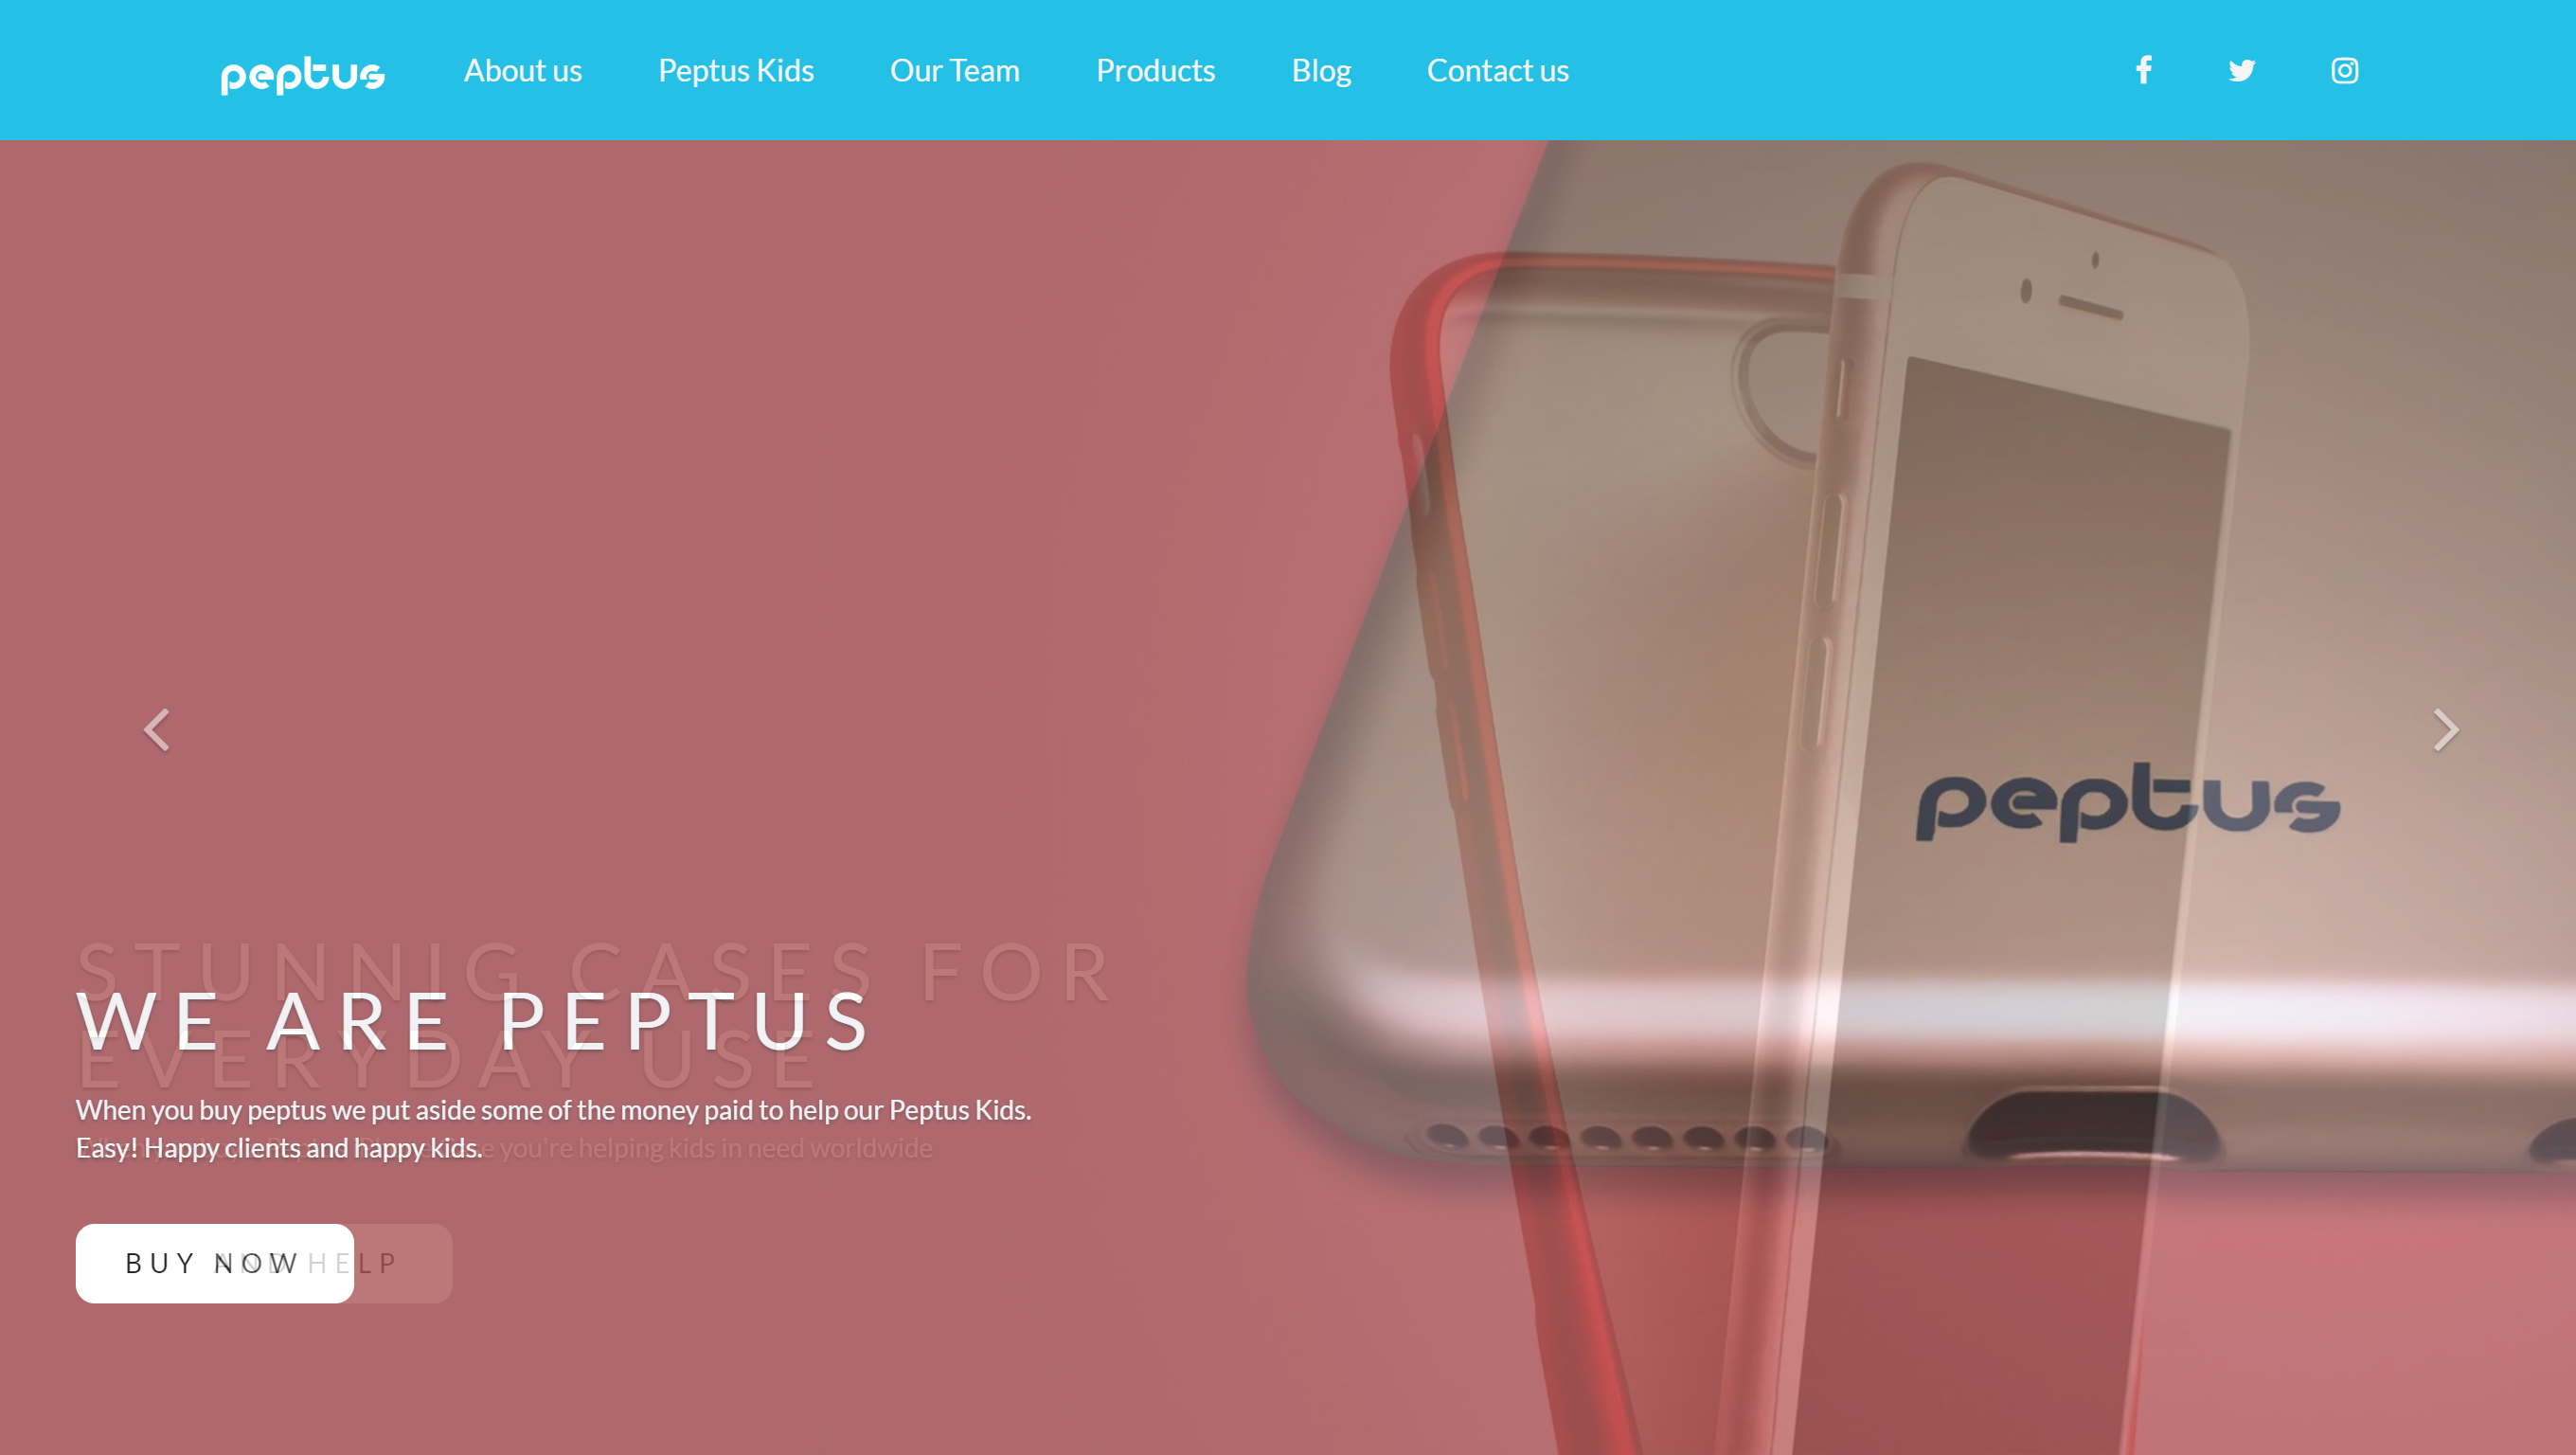 peptus
About us
Peptus Kids
Our Team
Products
Blog
Contact us
peptus
STUNNIG CASES FOR
EVERYDAY USE
WE ARE PEPTUS
When you buy peptus we put aside some of the money paid to help our Peptus Kids.
Easy! Happy clients and happy kids.
you're helping kids in need worldwide
BUY NOW
HELP